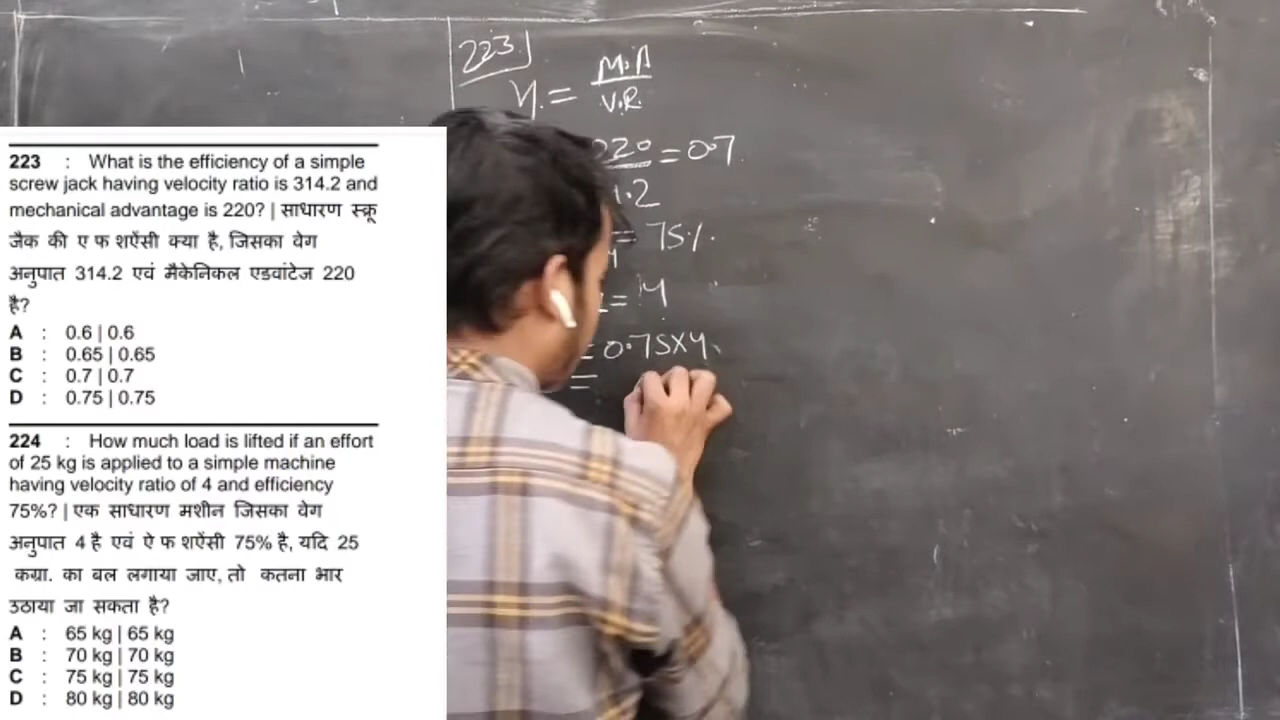 223 : What is the efficiency of a simple
screw jack having velocity ratio is 314.2 and
mechanical advantage is 220? | साधारण स्क्रू
जैक की ए फ शऐंसी क्या है, जिसका वेग
अनुपात 314.2 एवं मैकेनिकल एडवांटेज 220
है?
A : 0.6 | 0.6
B : 0.65 | 0.65
C : 0.7 | 0.7
D : 0.75 | 0.75
224 : How much load is lifted if an effort
of 25 kg is applied to a simple machine
having velocity ratio of 4 and efficiency
75%? | एक साधारण मशीन जिसका वेग
अनुपात 4 है एवं ऐ फ शऐंसी 75% है, यदि 25
कग्रा. का बल लगाया जाए, तो कतना भार
उठाया जा सकता है?
A : 65 kg | 65 kg
B : 70 kg | 70 kg
C : 75 kg | 75 kg
D : 80 kg | 80 kg
223
η = M.A
V.R.
220 = 0.7
.2
= 75%
= 4
= 0.75×4
=